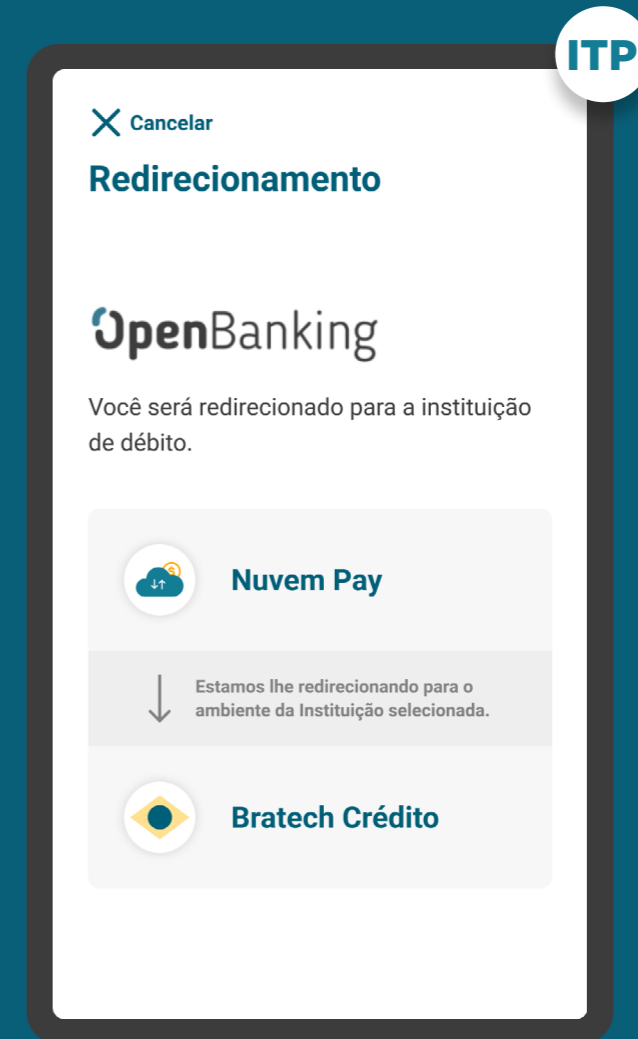 ITP
Cancelar
Redirecionamento
OpenBanking
Você será redirecionado para a instituição
de débito.
$
Nuvem Pay
Estamos lhe redirecionando para o
ambiente da Instituição selecionada.
Bratech Crédito